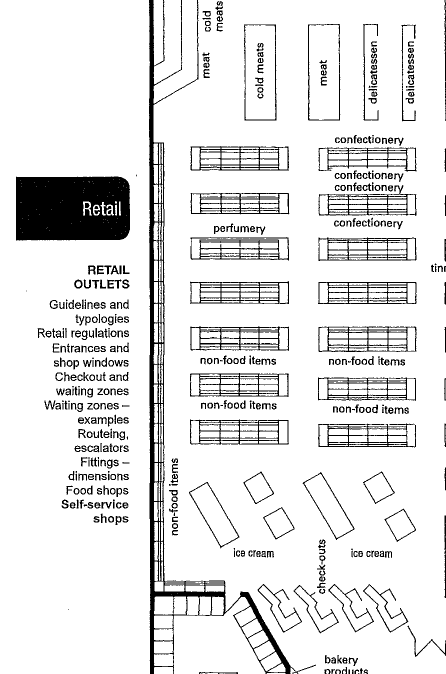 cold
meats
meat
cold meats
meat
delicatessen
delicatessen
confectionery
confectionery
confectionery
perfumery
confectionery
non-food items
non-food items
non-food items
non-food items
non-food items
ice cream
ice cream
check-outs
bakery
products
Retail
RETAIL
OUTLETS
Guidelines and
typologies
Retail regulations
Entrances and
shop windows
Checkout and
waiting zones
Waiting zones –
examples
Routeing,
escalators
Fittings –
dimensions
Food shops
Self-service
shops